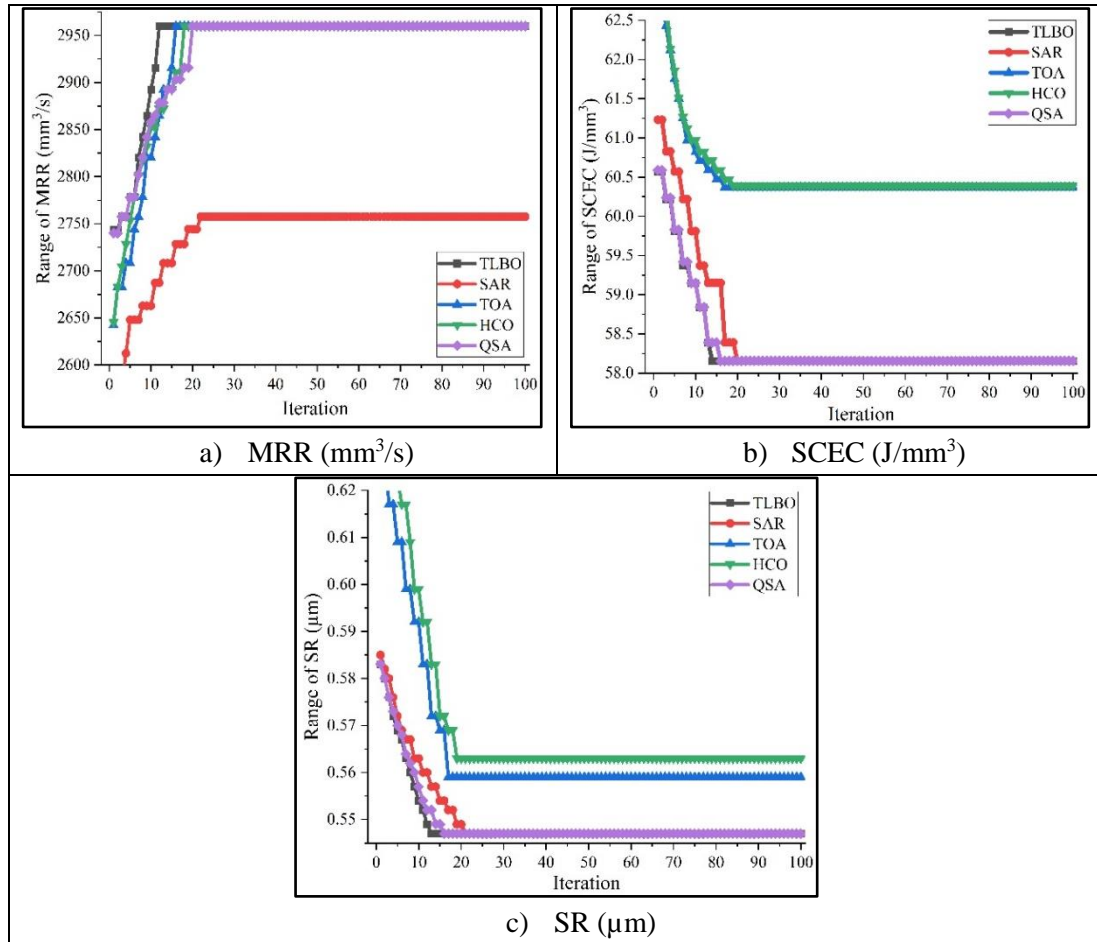 2950
2900
2850
2800
2750
2700
2650
2600
Range of MRR (mm³/s)
TLBO
SAR
TOA
HCO
QSA
0 10 20 30 40 50 60 70 80 90 100
Iteration
a) MRR (mm³/s)
62.5
62.0
61.5
61.0
60.5
60.0
59.5
59.0
58.5
58.0
Range of SCEC (J/mm³)
TLBO
SAR
TOA
HCO
QSA
0 10 20 30 40 50 60 70 80 90 100
Iteration
b) SCEC (J/mm³)
0.62
0.61
0.60
0.59
0.58
0.57
0.56
0.55
Range of SR (µm)
TLBO
SAR
TOA
HCO
QSA
0 10 20 30 40 50 60 70 80 90 100
Iteration
c) SR (µm)